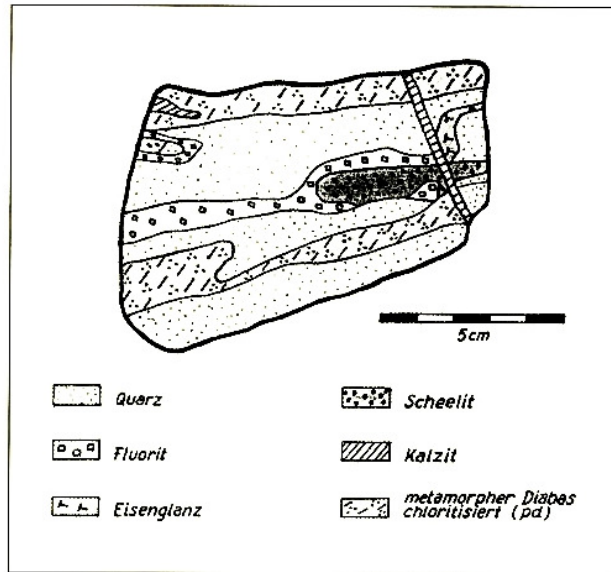 5cm
Quarz
Scheelit
Fluorit
Kalzit
Eisenglanz
metamorpher Diabas
chloritisiert (pd)